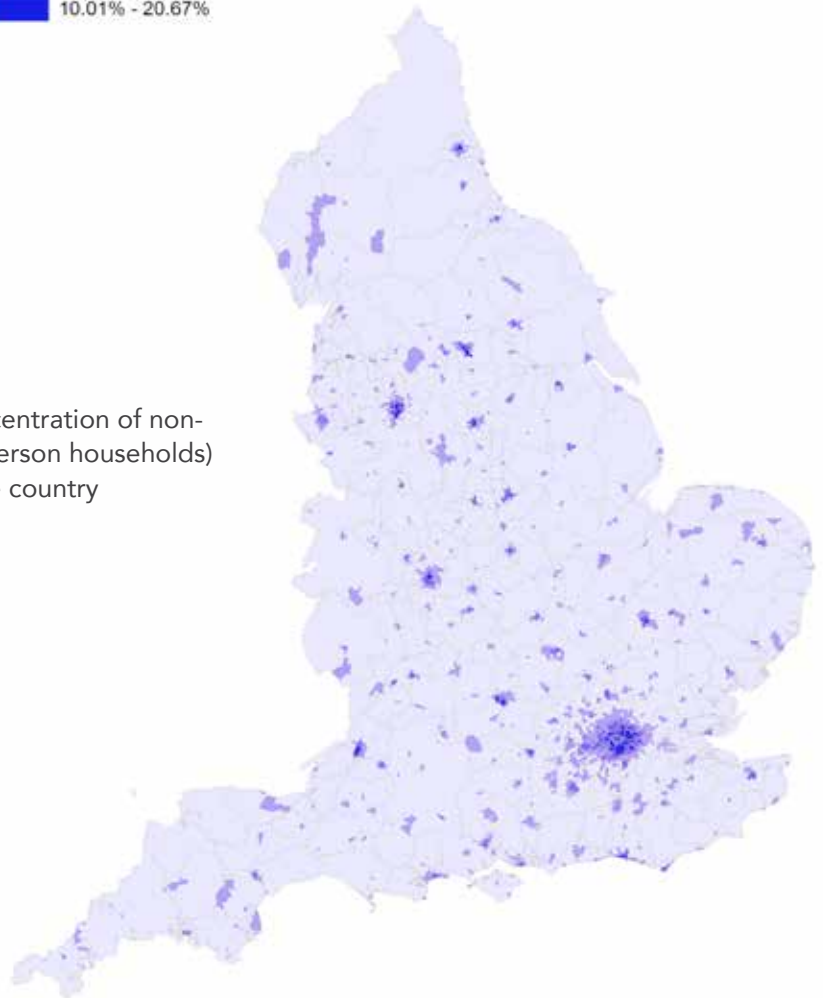 10.01% - 20.67%
centration of non-
erson households)
country